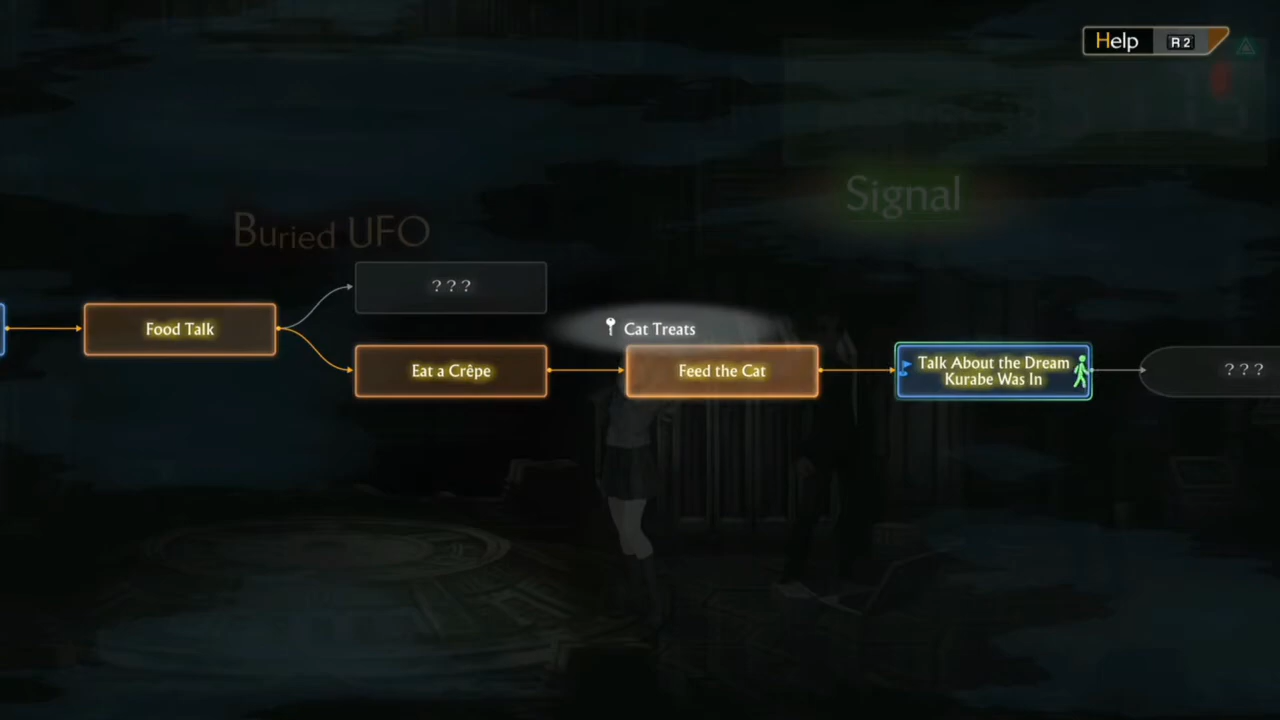 Help R2
Signal
Buried UFO
???
Food Talk
Cat Treats
Eat a Crêpe
Feed the Cat
Talk About the Dream
Kurabe Was In
???